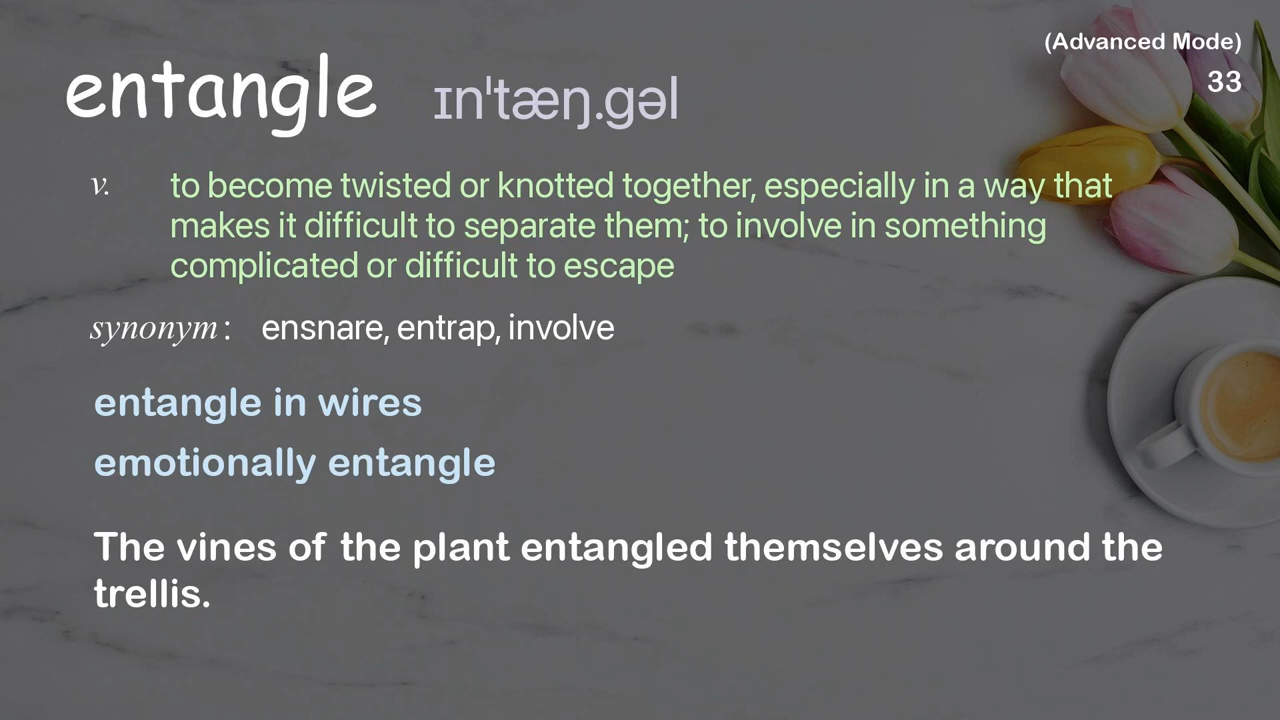 (Advanced Mode)
33
entangle ɪnˈtæŋ.gəl
v. to become twisted or knotted together, especially in a way that
makes it difficult to separate them; to involve in something
complicated or difficult to escape
synonym: ensnare, entrap, involve
entangle in wires
emotionally entangle
The vines of the plant entangled themselves around the
trellis.